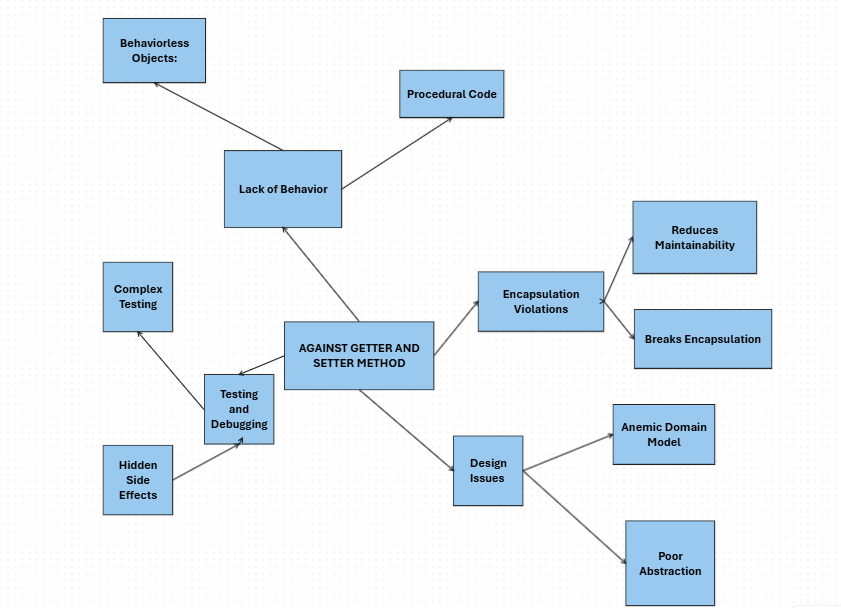 Behaviorless
Objects:
Procedural Code
Lack of Behavior
Reduces
Maintainability
Complex
Testing
Encapsulation
Violations
Breaks Encapsulation
AGAINST GETTER AND
SETTER METHOD
Testing
and
Debugging
Anemic Domain
Model
Hidden
Side
Effects
Design
Issues
Poor
Abstraction